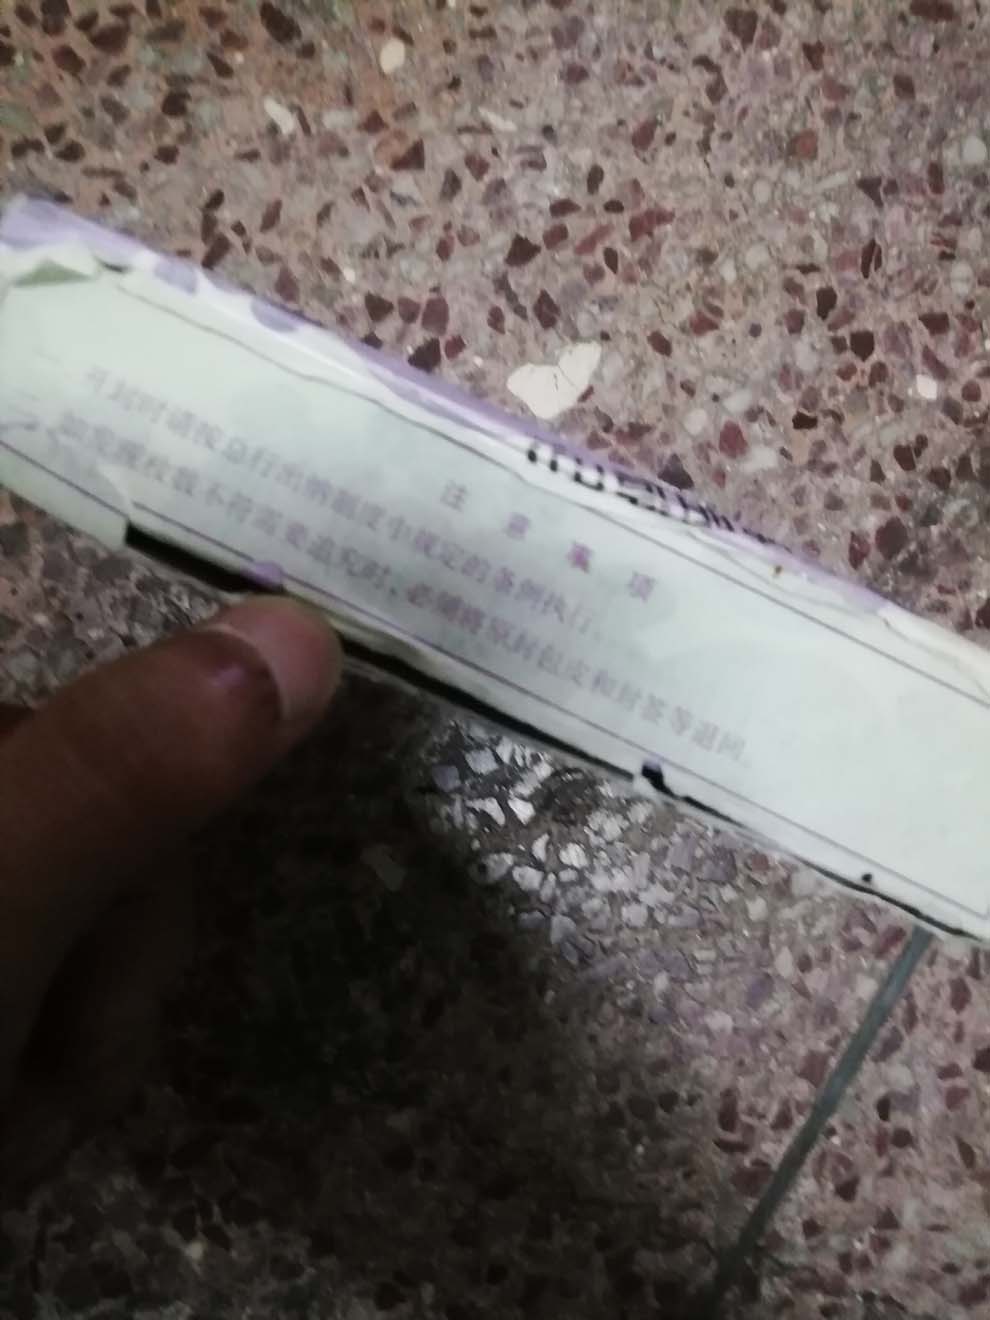 注意项
一、开封时请按总行出纳制度中规定的条例执行。
二、如发现枚数不符需要追究时，必须将原封包皮和封签等退回。